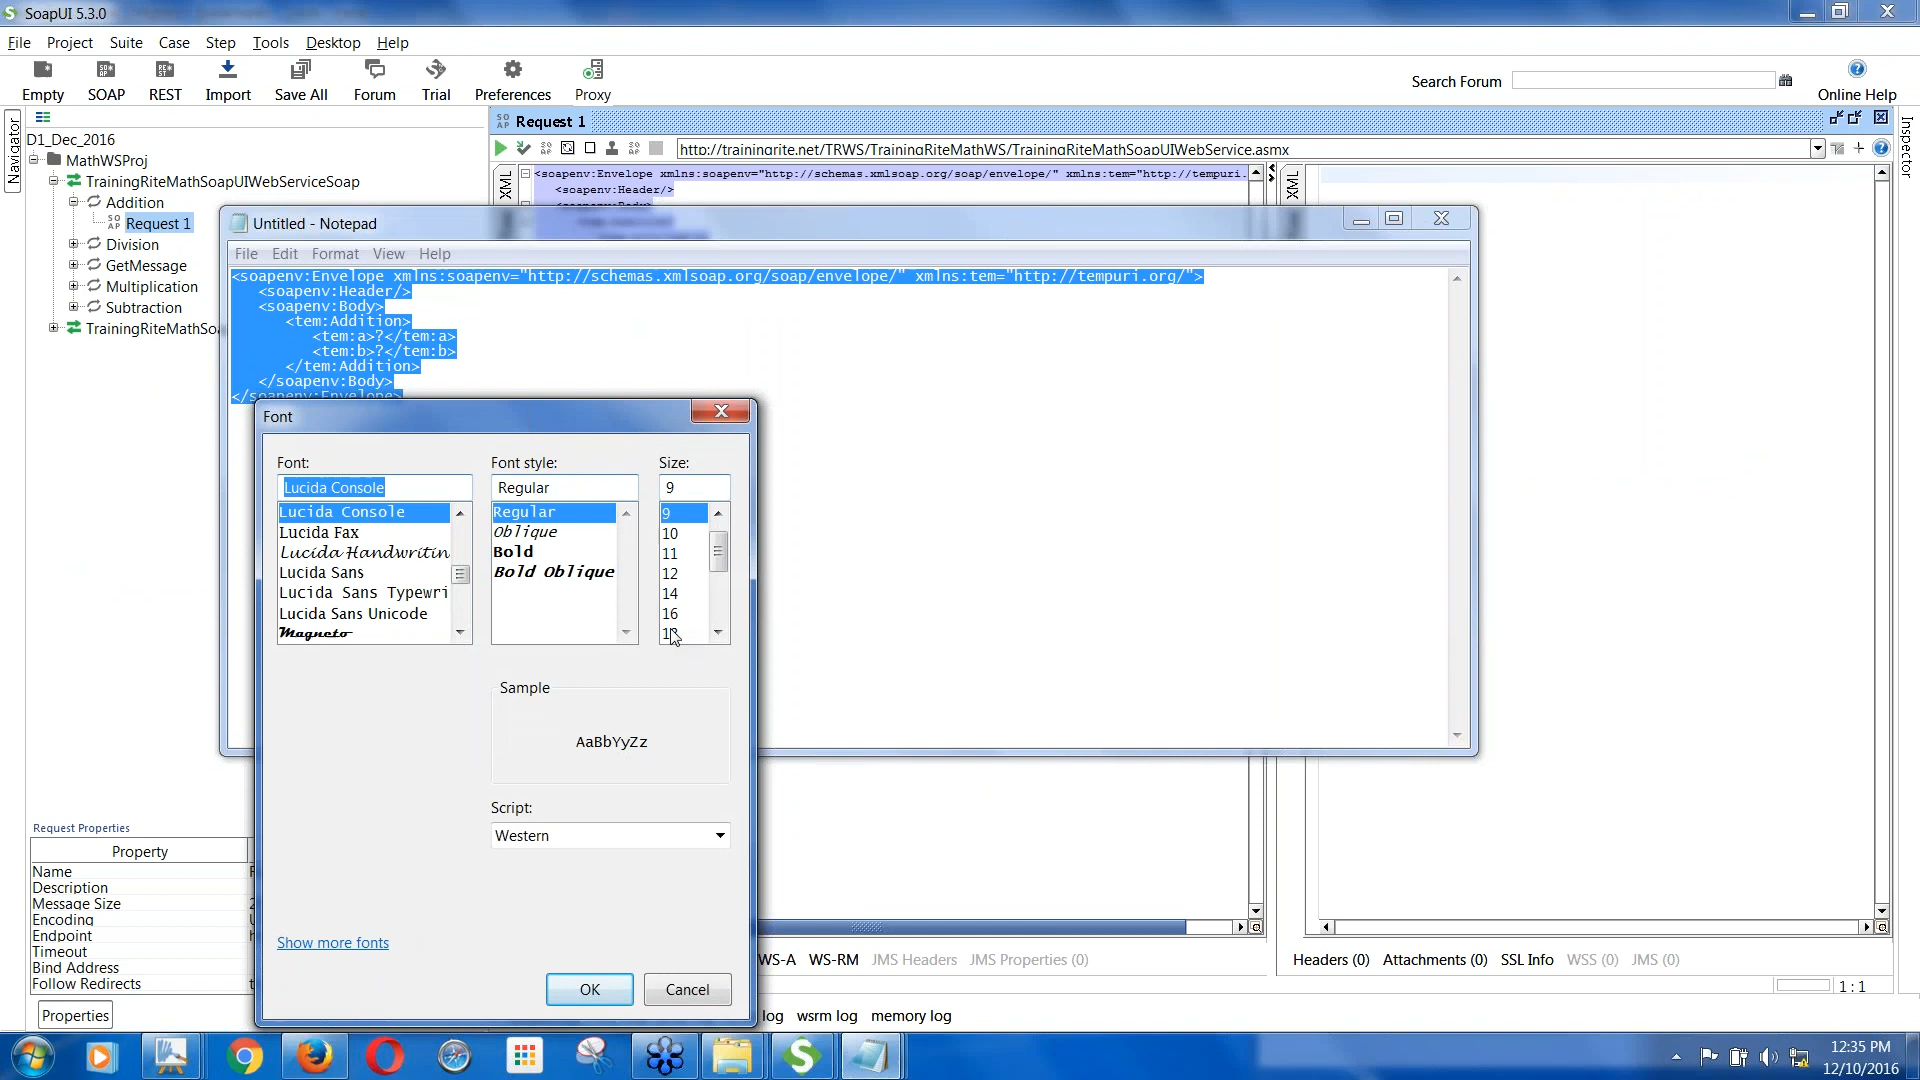 SoapUI 5.3.0
File Project Suite Case Step Tools Desktop Help
Empty SOAP REST Import Save All Forum Trial Preferences Proxy
Search Forum
Online Help
Navigator
D1_Dec_2016
MathWSProj
TrainingRiteMathSoapUIWebServiceSoap
Addition
Request 1
Division
GetMessage
Multiplication
Subtraction
TrainingRiteMathSoa
Request 1
http://trainingrite.net/TRWS/TrainingRiteMathWS/TrainingRiteMathSoapUIWebService.asmx
Inspector
XML
<soapenv:Envelope xmlns:soapenv="http://schemas.xmlsoap.org/soap/envelope/" xmlns:tem="http://tempuri.
<soapenv:Header/>
XML
Untitled - Notepad
File Edit Format View Help
<soapenv:Envelope xmlns:soapenv="http://schemas.xmlsoap.org/soap/envelope/" xmlns:tem="http://tempuri.org/">
<soapenv:Header/>
<soapenv:Body>
<tem:Addition>
<tem:a>?</tem:a>
<tem:b>?</tem:b>
</tem:Addition>
</soapenv:Body>
</soapenv:Envelope>
Font
Font: Font style: Size:
Lucida Console Regular 9
Lucida Console Regular 9
Lucida Fax Oblique 10
Lucida Handwritin Bold 11
Lucida Sans Bold Oblique 12
Lucida Sans Typewri 14
Lucida Sans Unicode 16
Magneto
Sample
AaBbYyZz
Script:
Western
Show more fonts
OK Cancel
Request Properties
Property
Name
Description
Message Size
Encoding
Endpoint
Timeout
Bind Address
Follow Redirects
Properties
WS-A WS-RM JMS Headers JMS Properties (0)
Headers (0) Attachments (0) SSL Info WSS (0) JMS (0)
1 : 1
log wsrm log memory log
12:35 PM
12/10/2016